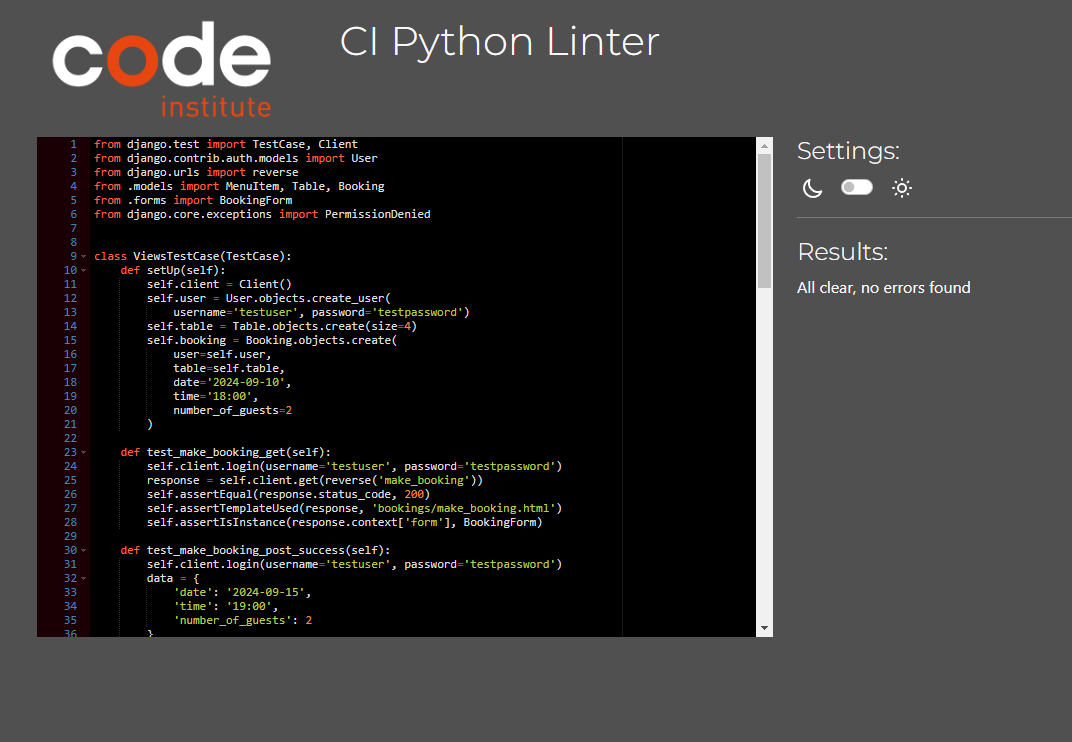 code
institute
CI Python Linter
1 from django.test import TestCase, Client
2 from django.contrib.auth.models import User
3 from django.urls import reverse
4 from .models import MenuItem, Table, Booking
5 from .forms import BookingForm
6 from django.core.exceptions import PermissionDenied
7
8
9 class ViewsTestCase(TestCase):
10     def setUp(self):
11         self.client = Client()
12         self.user = User.objects.create_user(
13             username='testuser', password='testpassword')
14         self.table = Table.objects.create(size=4)
15         self.booking = Booking.objects.create(
16             user=self.user,
17             table=self.table,
18             date='2024-09-10',
19             time='18:00',
20             number_of_guests=2
21         )
22
23     def test_make_booking_get(self):
24         self.client.login(username='testuser', password='testpassword')
25         response = self.client.get(reverse('make_booking'))
26         self.assertEqual(response.status_code, 200)
27         self.assertTemplateUsed(response, 'bookings/make_booking.html')
28         self.assertIsInstance(response.context['form'], BookingForm)
29
30     def test_make_booking_post_success(self):
31         self.client.login(username='testuser', password='testpassword')
32         data = {
33             'date': '2024-09-15',
34             'time': '19:00',
35             'number_of_guests': 2
36         }
Settings:
Results:
All clear, no errors found